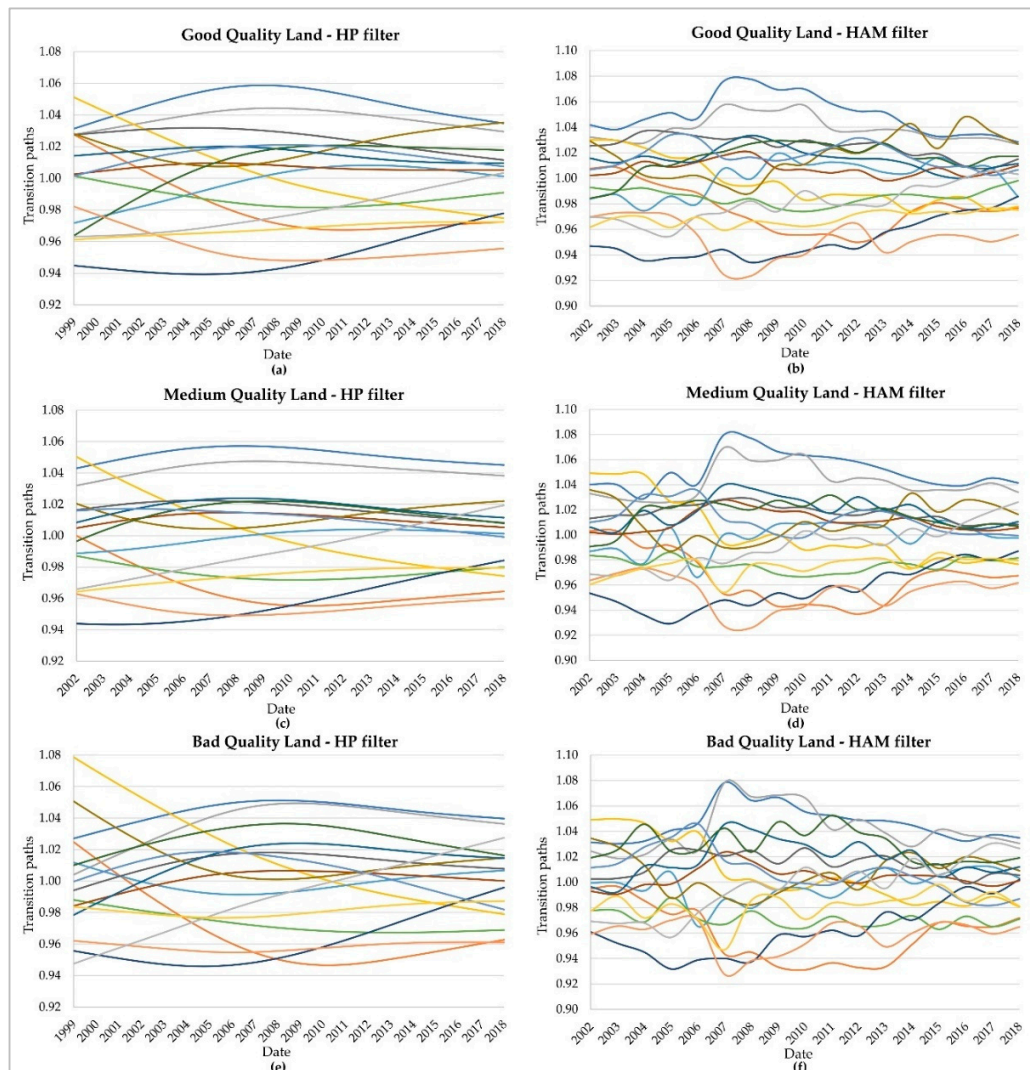 Good Quality Land - HP filter
1.08
1.06
1.04
1.02
1.00
0.98
0.96
0.94
0.92
Transition paths
1999 2000 2001 2002 2003 2004 2005 2006 2007 2008 2009 2010 2011 2012 2013 2014 2015 2016 2017 2018
Date
(a)
Good Quality Land - HAM filter
1.10
1.08
1.06
1.04
1.02
1.00
0.98
0.96
0.94
0.92
0.90
Transition paths
2002 2003 2004 2005 2006 2007 2008 2009 2010 2011 2012 2013 2014 2015 2016 2017 2018
Date
(b)
Medium Quality Land - HP filter
1.08
1.06
1.04
1.02
1.00
0.98
0.96
0.94
0.92
Transition paths
2002 2003 2004 2005 2006 2007 2008 2009 2010 2011 2012 2013 2014 2015 2016 2017 2018
Date
(c)
Medium Quality Land - HAM filter
1.10
1.08
1.06
1.04
1.02
1.00
0.98
0.96
0.94
0.92
0.90
Transition paths
2002 2003 2004 2005 2006 2007 2008 2009 2010 2011 2012 2013 2014 2015 2016 2017 2018
Date
(d)
Bad Quality Land - HP filter
1.08
1.06
1.04
1.02
1.00
0.98
0.96
0.94
0.92
Transition paths
1999 2000 2001 2002 2003 2004 2005 2006 2007 2008 2009 2010 2011 2012 2013 2014 2015 2016 2017 2018
Date
(e)
Bad Quality Land - HAM filter
1.10
1.08
1.06
1.04
1.02
1.00
0.98
0.96
0.94
0.92
0.90
Transition paths
2002 2003 2004 2005 2006 2007 2008 2009 2010 2011 2012 2013 2014 2015 2016 2017 2018
Date
(f)